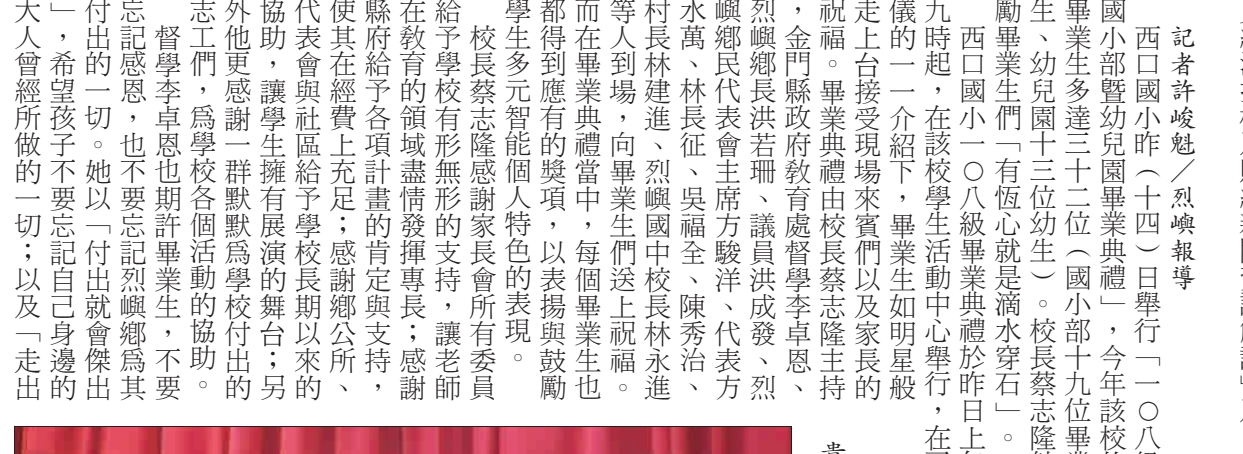 記者許峻魁／烈嶼報導
西口國小昨（十四）日舉行「一○八級
國小部暨幼兒園畢業典禮」，今年該校
畢業生多達三十二位（國小部十九位畢業
生、幼兒園十三位幼生）。校長蔡志隆
勵畢業生們「有恆心就是滴水穿石」。
西口國小一○八級畢業典禮於昨日上
九時起，在該校學生活動中心舉行，在
儀的一一介紹下，畢業生如明星般
走上台接受現場來賓們以及家長的
祝福。畢業典禮由校長蔡志隆主持
，金門縣政府教育處督學李卓恩、
烈嶼鄉長洪若珊、議員洪成發、烈
嶼鄉民代表會主席方駿洋、代表方
水萬、林長征、吳福全、陳秀治、
村長林建進、烈嶼國中校長林永進
等人到場，向畢業生們送上祝福。
而在畢業典禮當中，每個畢業生也
都得到應有的獎項，以表揚與鼓勵
學生多元智能個人特色的表現。
校長蔡志隆感謝家長會所有委員
給予學校有形無形的支持，讓老師
在教育的領域盡情發揮專長；感謝
縣府給予各項計畫的肯定與支持，
使其在經費上充足；感謝鄉公所、
代表會與社區給予學校長期以來的
協助，讓學生擁有展演的舞台；另
外他更感謝一群默默為學校付出的
志工們，為學校各個活動的協助。
督學李卓恩也期許畢業生，不要
忘記感恩，也不要忘記烈嶼鄉為其
付出的一切。她以「付出就會傑出
」，希望孩子不要忘記自己身邊的
大人曾經所做的一切；以及「走出